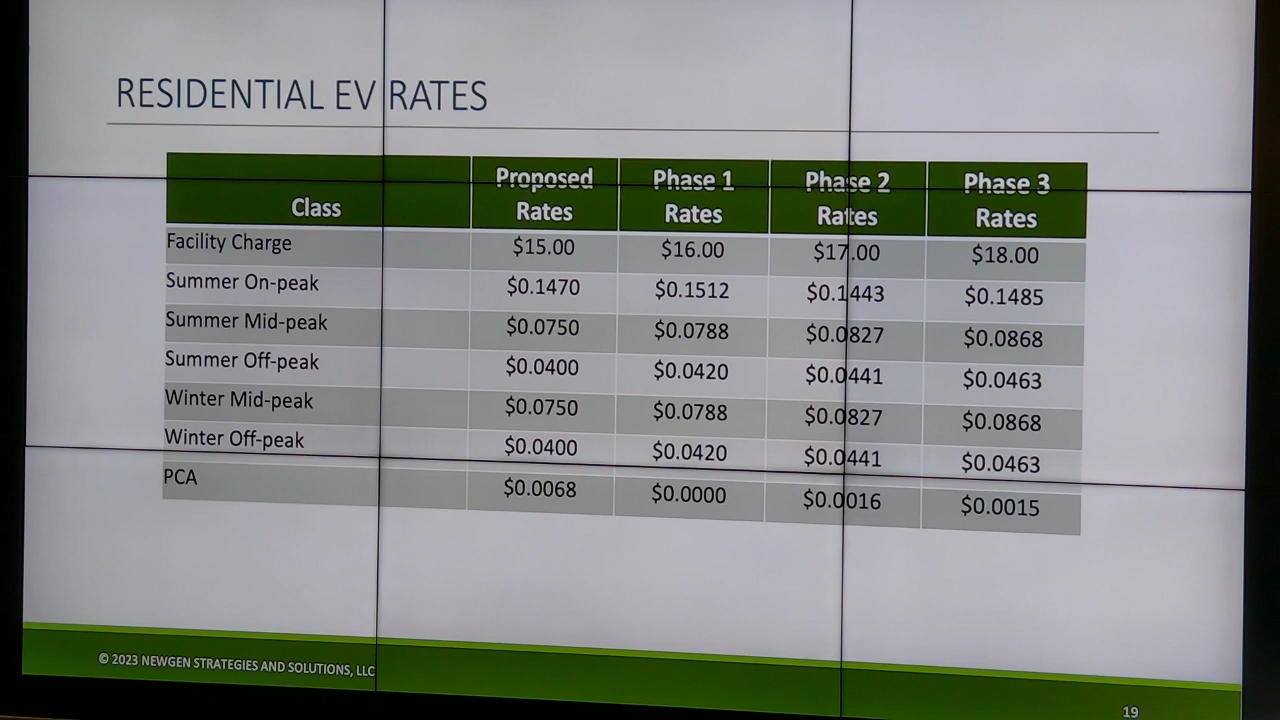 RESIDENTIAL EV RATES
Class Proposed Rates Phase 1 Rates Phase 2 Rates Phase 3 Rates
Facility Charge $15.00 $16.00 $17.00 $18.00
Summer On-peak $0.1470 $0.1512 $0.1443 $0.1485
Summer Mid-peak $0.0750 $0.0788 $0.0827 $0.0868
Summer Off-peak $0.0400 $0.0420 $0.0441 $0.0463
Winter Mid-peak $0.0750 $0.0788 $0.0827 $0.0868
Winter Off-peak $0.0400 $0.0420 $0.0441 $0.0463
PCA $0.0068 $0.0000 $0.0016 $0.0015
© 2023 NEWGEN STRATEGIES AND SOLUTIONS, LLC
19